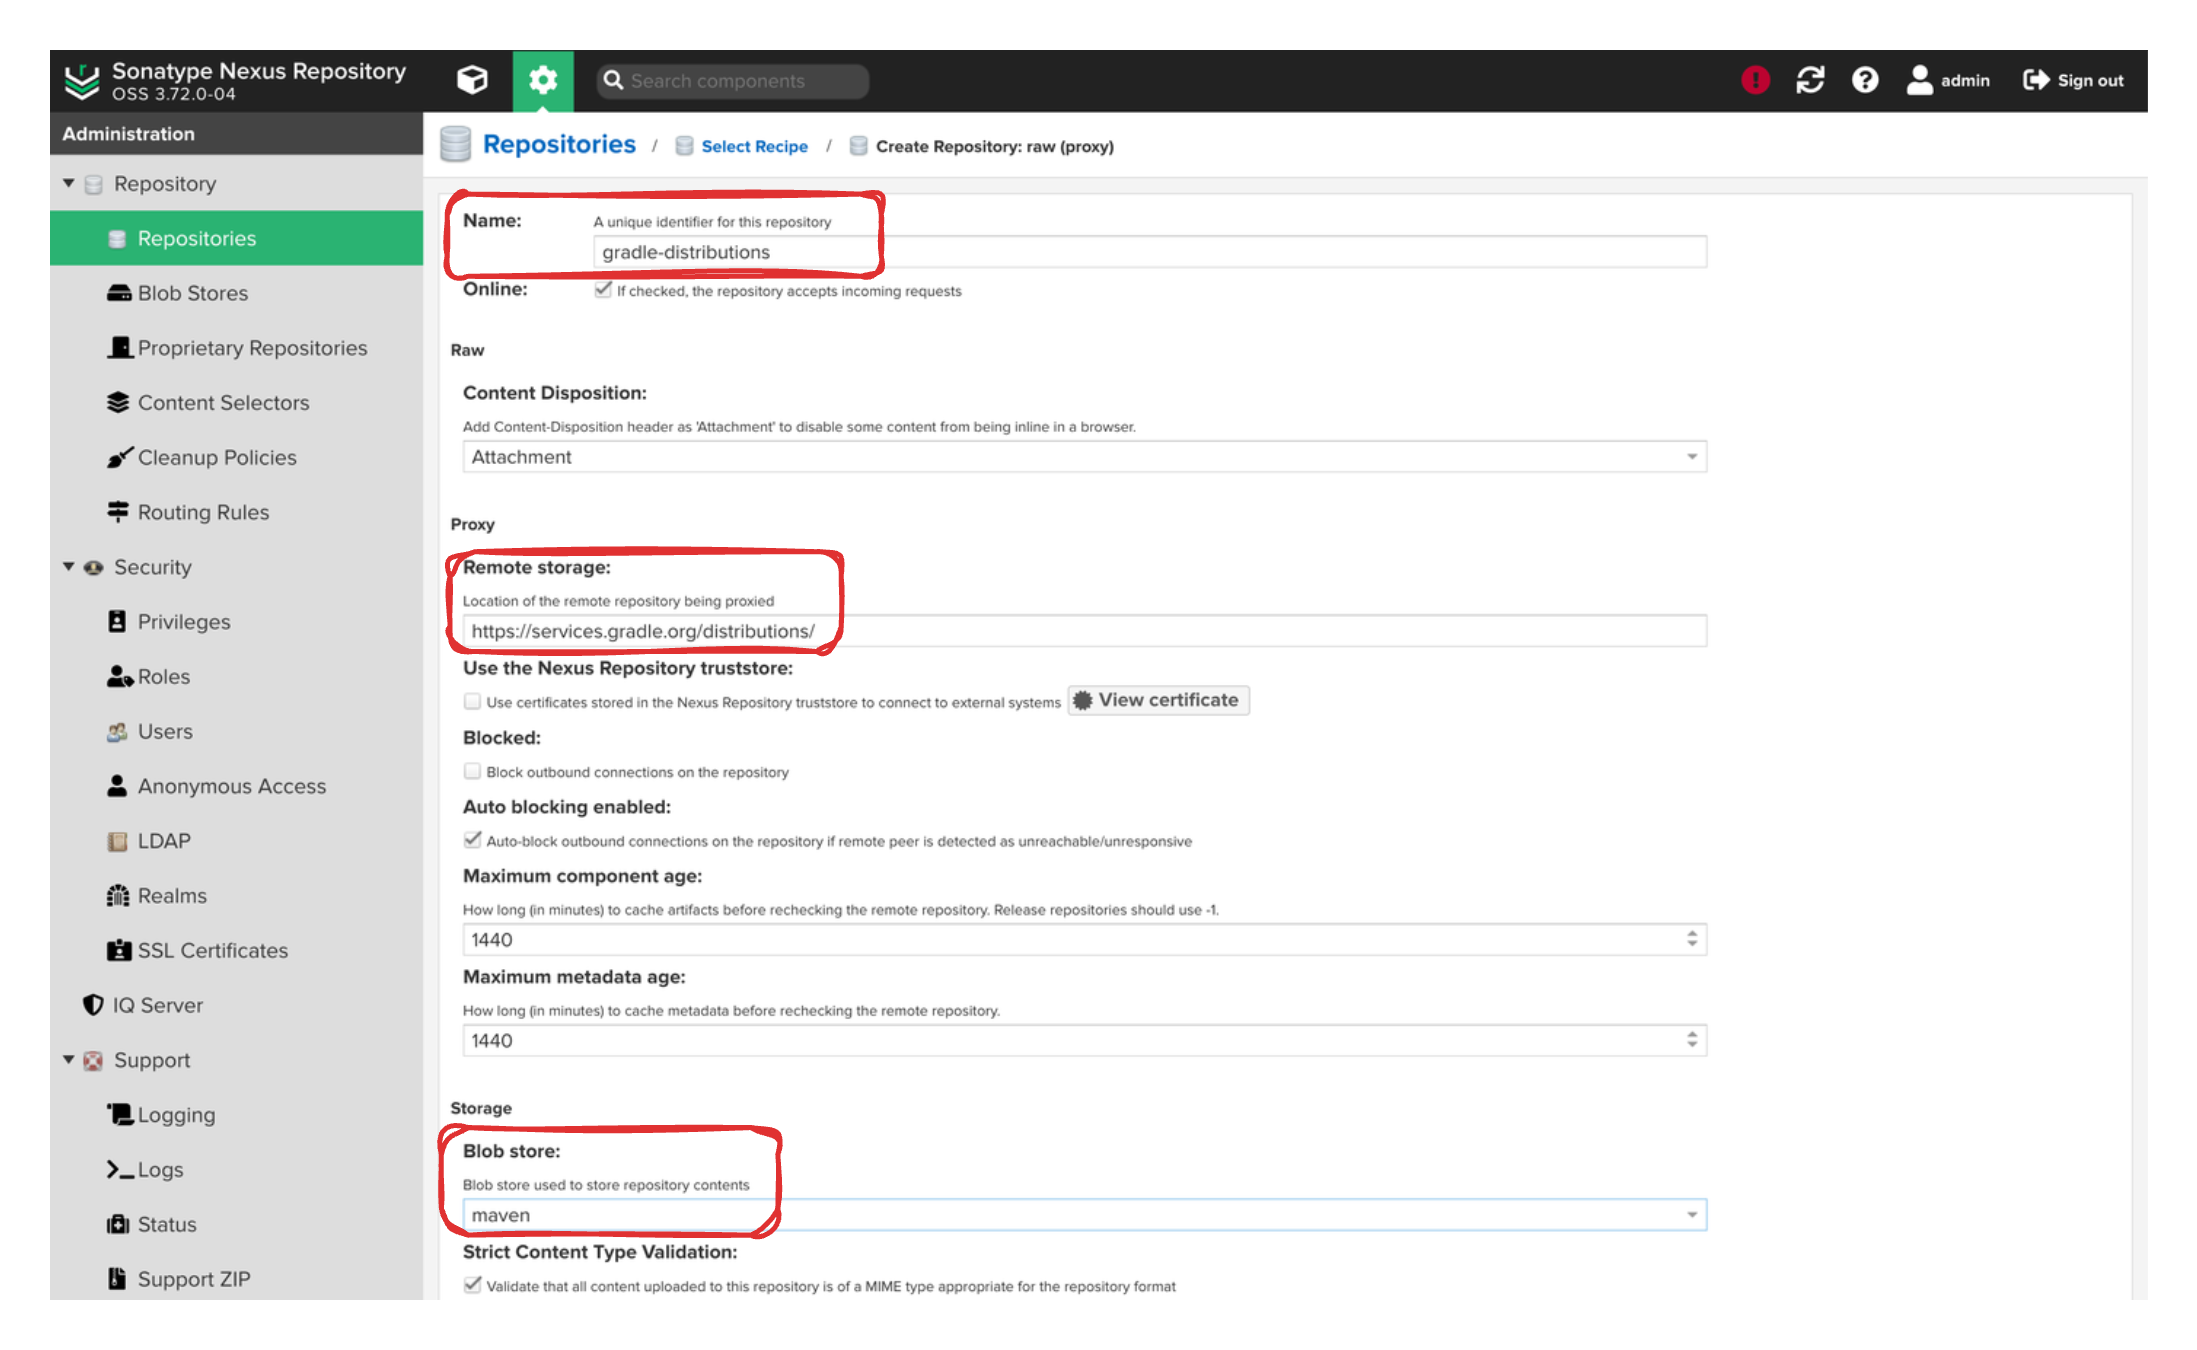 Sonatype Nexus Repository
OSS 3.72.0-04
Search components
admin
Sign out
Administration
Repository
Repositories
Blob Stores
Proprietary Repositories
Content Selectors
Cleanup Policies
Routing Rules
Security
Privileges
Roles
Users
Anonymous Access
LDAP
Realms
SSL Certificates
IQ Server
Support
Logging
Logs
Status
Support ZIP
Repositories / Select Recipe / Create Repository: raw (proxy)
Name: A unique identifier for this repository
gradle-distributions
Online: If checked, the repository accepts incoming requests
Raw
Content Disposition:
Add Content-Disposition header as 'Attachment' to disable some content from being inline in a browser.
Attachment
Proxy
Remote storage:
Location of the remote repository being proxied
https://services.gradle.org/distributions/
Use the Nexus Repository truststore:
Use certificates stored in the Nexus Repository truststore to connect to external systems View certificate
Blocked:
Block outbound connections on the repository
Auto blocking enabled:
Auto-block outbound connections on the repository if remote peer is detected as unreachable/unresponsive
Maximum component age:
How long (in minutes) to cache artifacts before rechecking the remote repository. Release repositories should use -1.
1440
Maximum metadata age:
How long (in minutes) to cache metadata before rechecking the remote repository.
1440
Storage
Blob store:
Blob store used to store repository contents
maven
Strict Content Type Validation:
Validate that all content uploaded to this repository is of a MIME type appropriate for the repository format